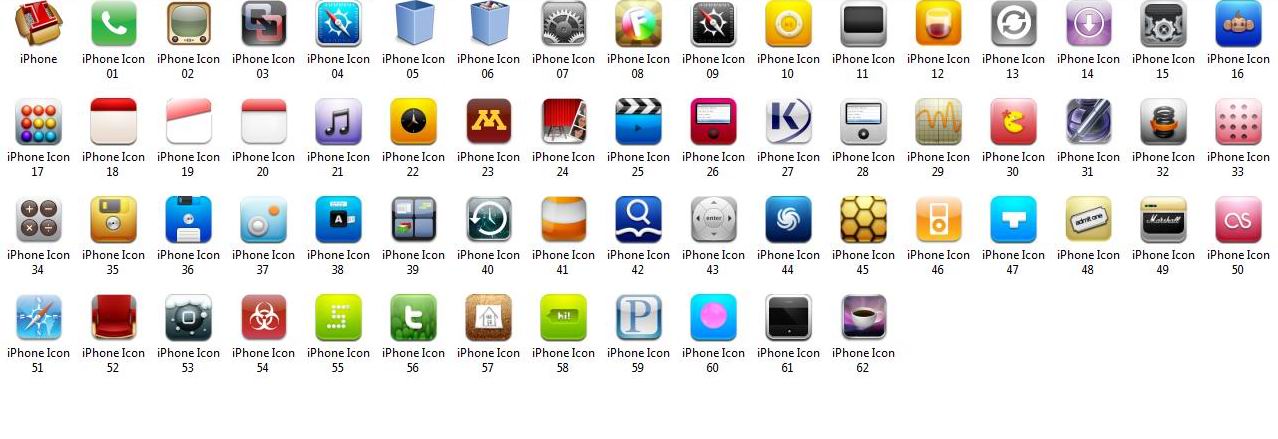 I
iPhone
iPhone Icon
01
iPhone Icon
02
iPhone Icon
03
iPhone Icon
04
iPhone Icon
05
iPhone Icon
06
iPhone Icon
07
F
iPhone Icon
08
iPhone Icon
09
iPhone Icon
10
iPhone Icon
11
iPhone Icon
12
iPhone Icon
13
iPhone Icon
14
iPhone Icon
15
iPhone Icon
16
iPhone Icon
17
iPhone Icon
18
iPhone Icon
19
iPhone Icon
20
iPhone Icon
21
iPhone Icon
22
M
iPhone Icon
23
iPhone Icon
24
iPhone Icon
25
iPhone Icon
26
K
iPhone Icon
27
iPhone Icon
28
iPhone Icon
29
iPhone Icon
30
iPhone Icon
31
iPhone Icon
32
iPhone Icon
33
iPhone Icon
34
iPhone Icon
35
iPhone Icon
36
iPhone Icon
37
A
iPhone Icon
38
iPhone Icon
39
iPhone Icon
40
iPhone Icon
41
iPhone Icon
42
enter
iPhone Icon
43
iPhone Icon
44
iPhone Icon
45
iPhone Icon
46
iPhone Icon
47
admit one
iPhone Icon
48
Marshall
iPhone Icon
49
iPhone Icon
50
iPhone Icon
51
iPhone Icon
52
iPhone Icon
53
iPhone Icon
54
S
iPhone Icon
55
t
iPhone Icon
56
iPhone Icon
57
hi!
iPhone Icon
58
P
iPhone Icon
59
iPhone Icon
60
iPhone Icon
61
iPhone Icon
62